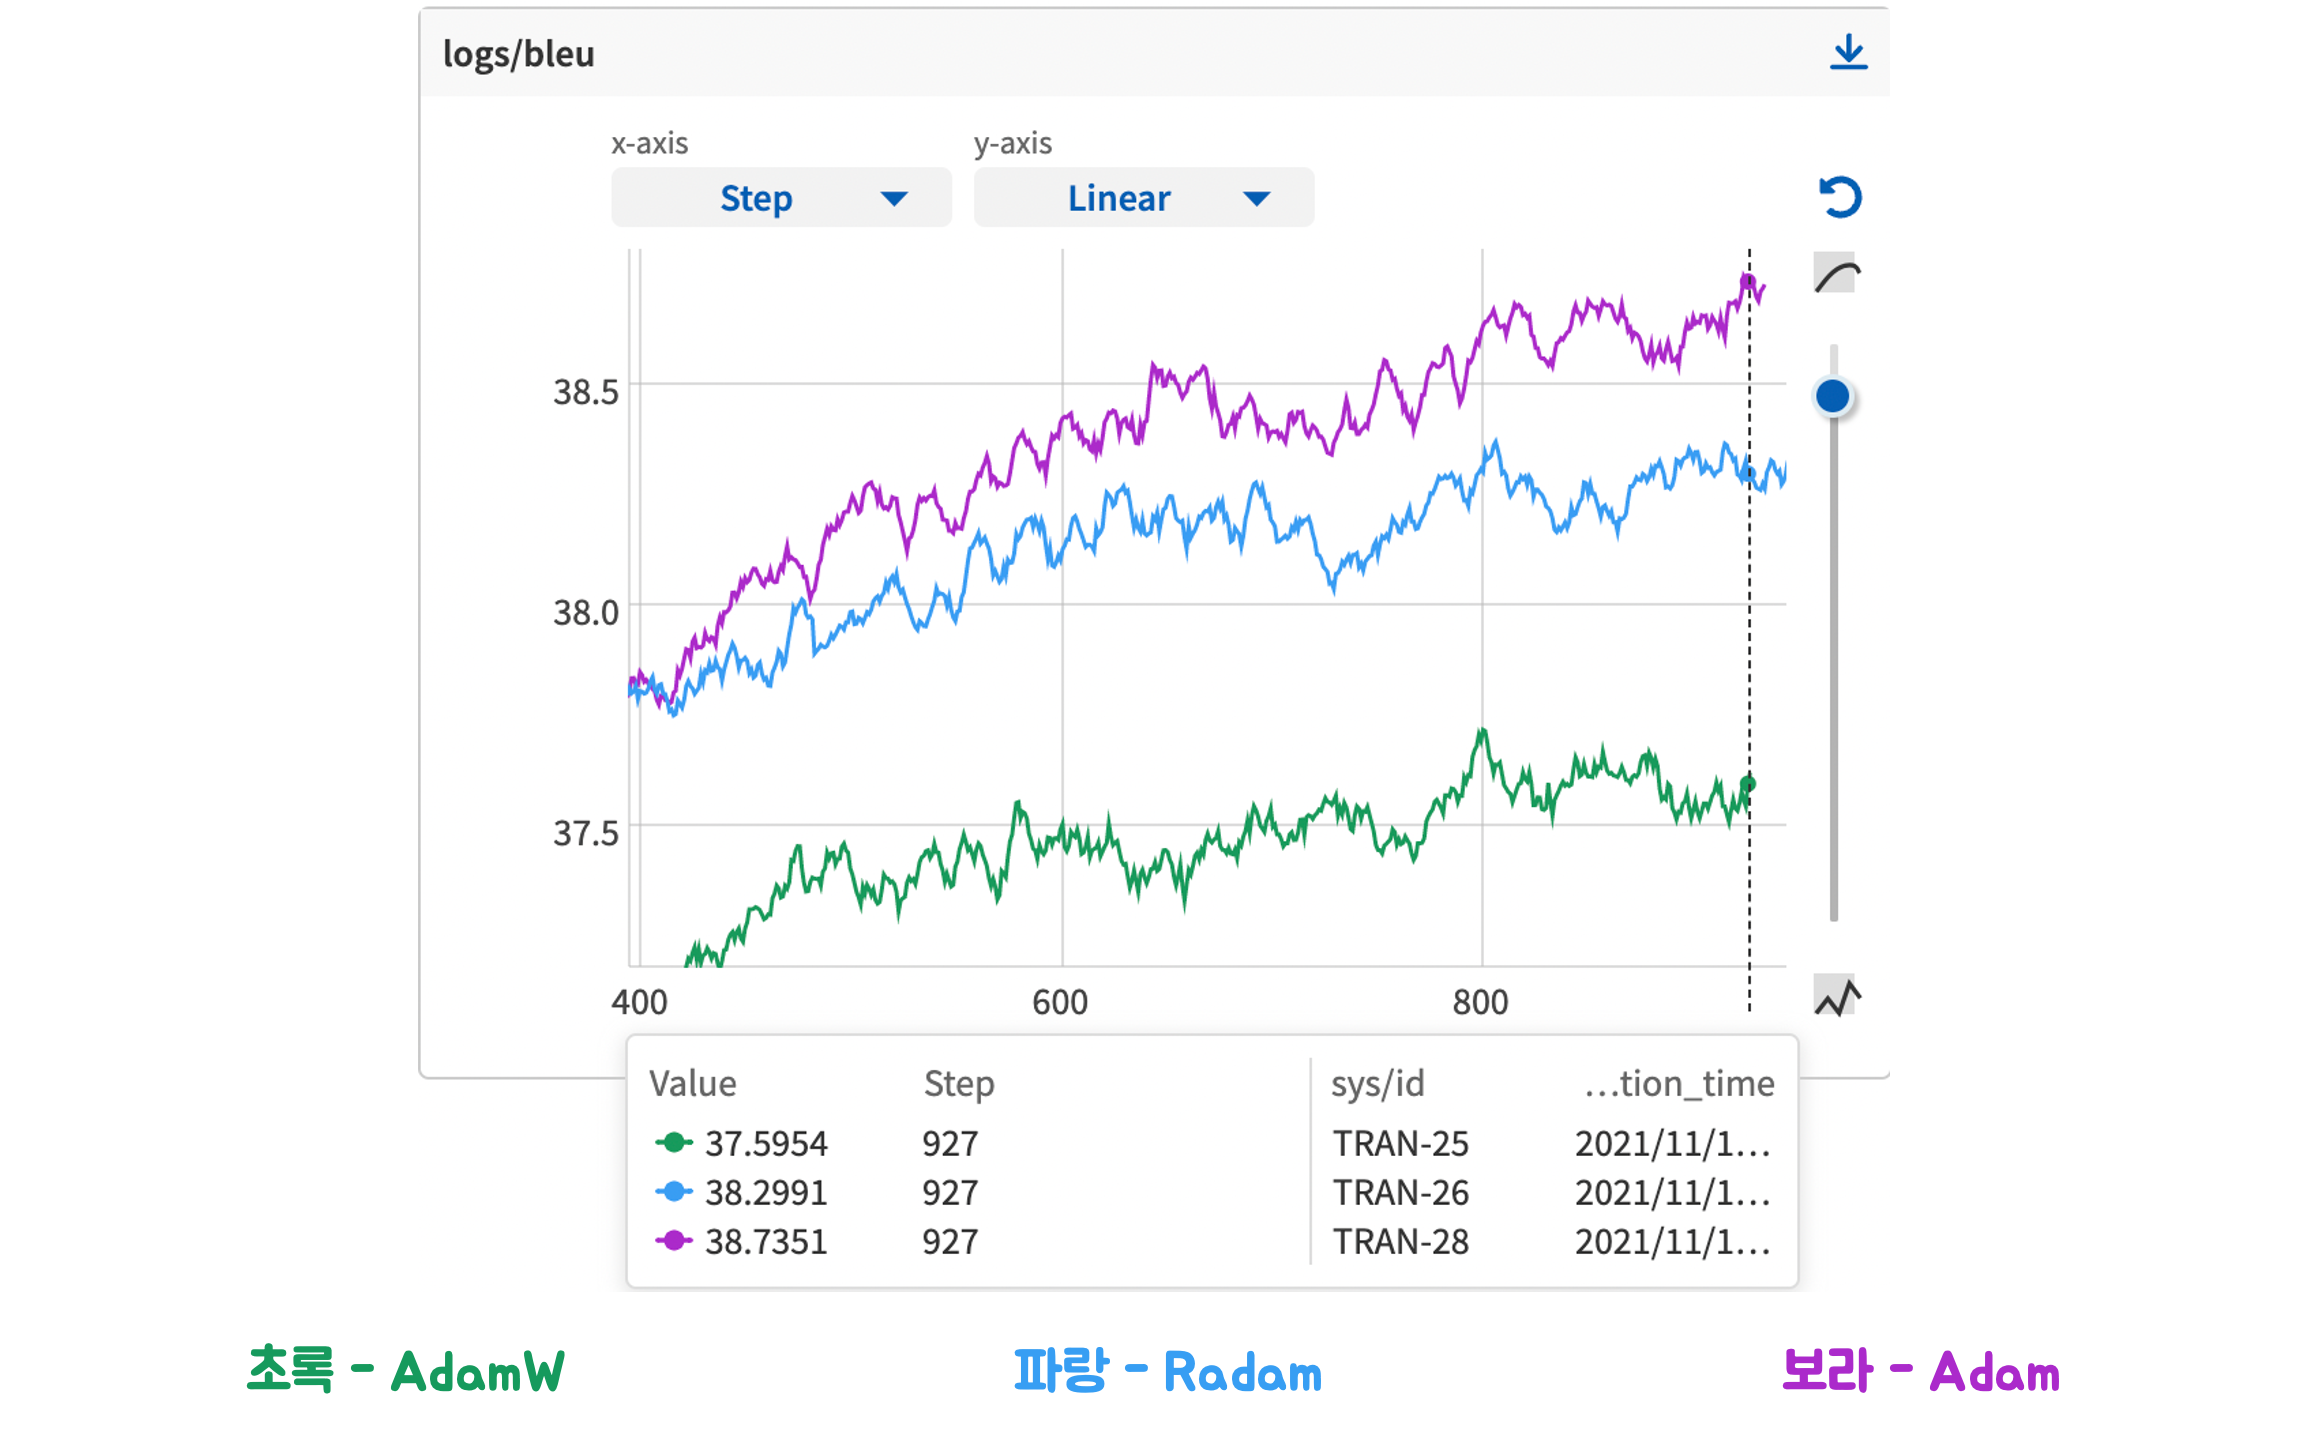 logs/bleu
x-axis y-axis
Step Linear
38.5
38.0
37.5
400 600 800
Value Step sys/id ...tion_time
37.5954 927 TRAN-25 2021/11/1...
38.2991 927 TRAN-26 2021/11/1...
38.7351 927 TRAN-28 2021/11/1...
초록 - AdamW 파랑 - Radam 보라 - Adam